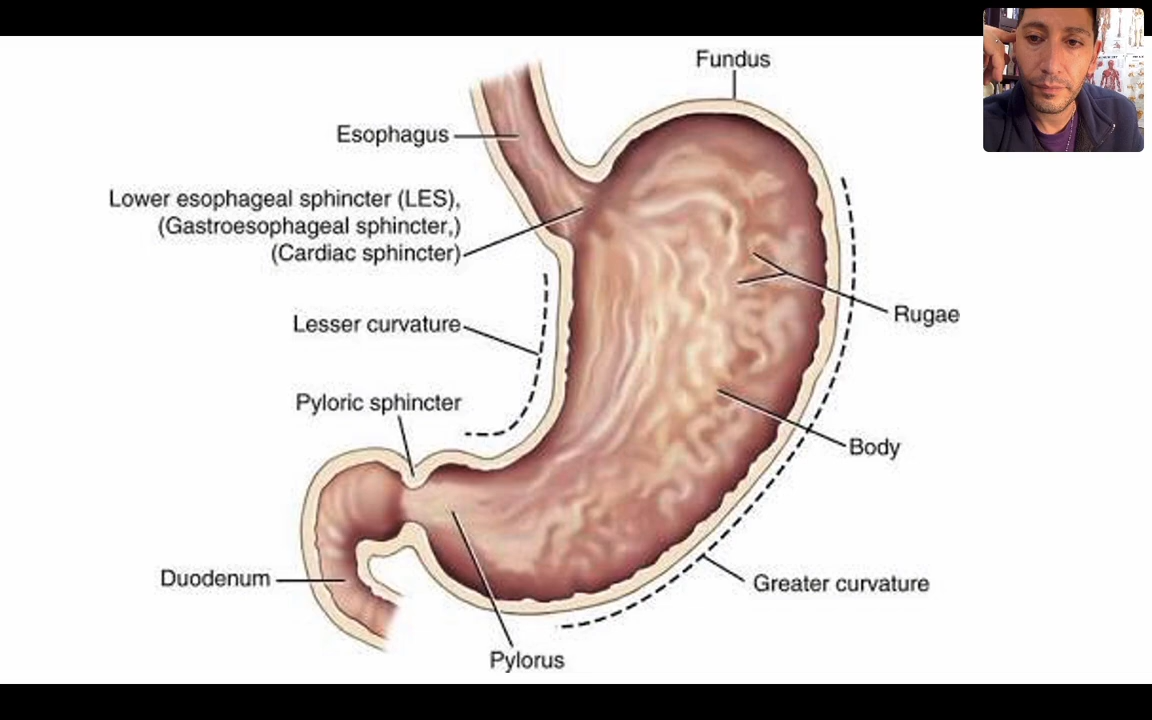 Fundus
Esophagus
Lower esophageal sphincter (LES),
(Gastroesophageal sphincter,)
(Cardiac sphincter)
Lesser curvature
Rugae
Pyloric sphincter
Body
Duodenum
Greater curvature
Pylorus